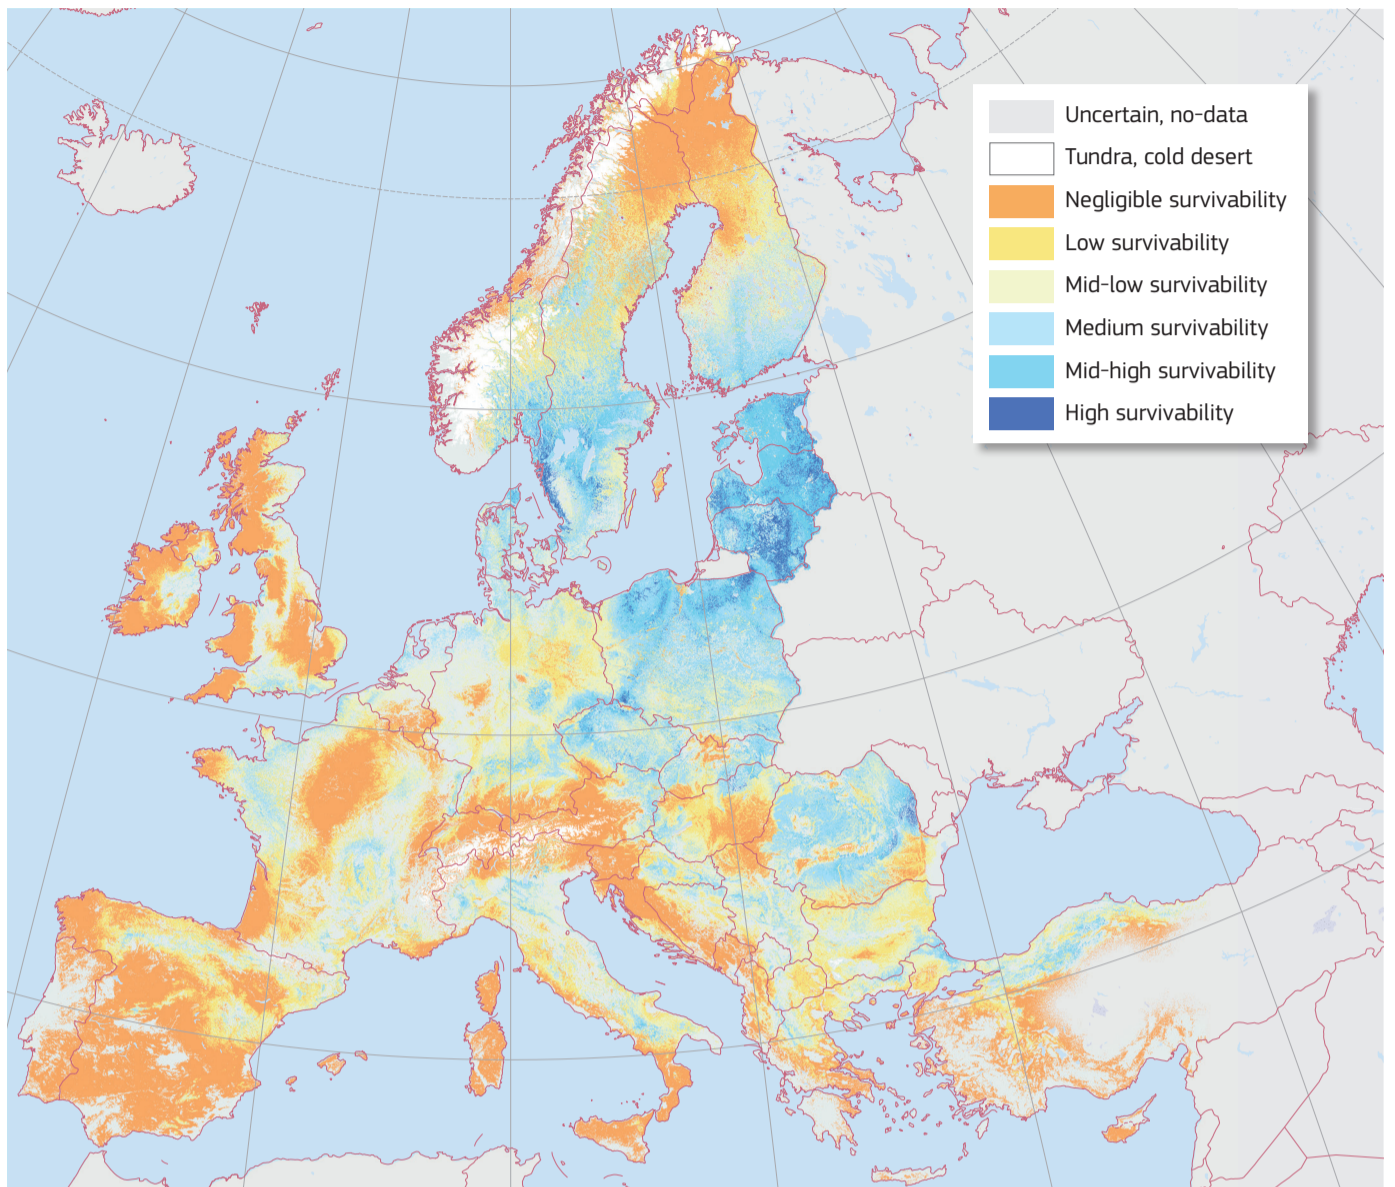 Uncertain, no-data
Tundra, cold desert
Negligible survivability
Low survivability
Mid-low survivability
Medium survivability
Mid-high survivability
High survivability